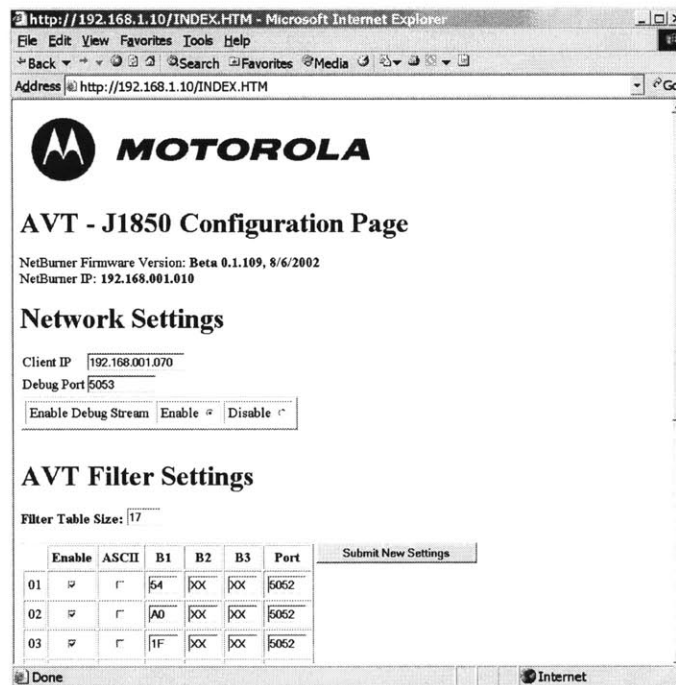 http://192.168.1.10/INDEX.HTM - Microsoft Internet Explorer
File Edit View Favorites Tools Help
Back Search Favorites Media
Address http://192.168.1.10/INDEX.HTM Go
MOTOROLA
AVT - J1850 Configuration Page
NetBurner Firmware Version: Beta 0.1.109, 8/6/2002
NetBurner IP: 192.168.001.010
Network Settings
Client IP 192.168.001.070
Debug Port 5053
Enable Debug Stream Enable Disable
AVT Filter Settings
Filter Table Size: 17
Enable ASCII B1 B2 B3 Port Submit New Settings
01 54 XX XX 5052
02 A0 XX XX 5052
03 1F XX XX 5052
Done Internet